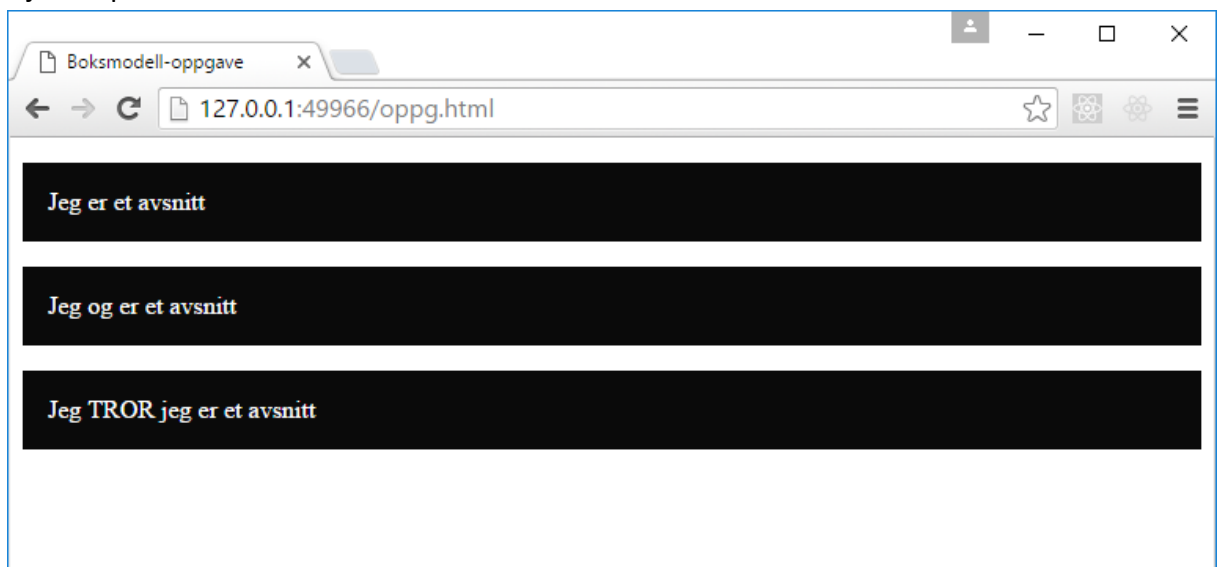 Boksmodell-oppgave
127.0.0.1:49966/oppg.html
Jeg er et avsnitt
Jeg og er et avsnitt
Jeg TROR jeg er et avsnitt